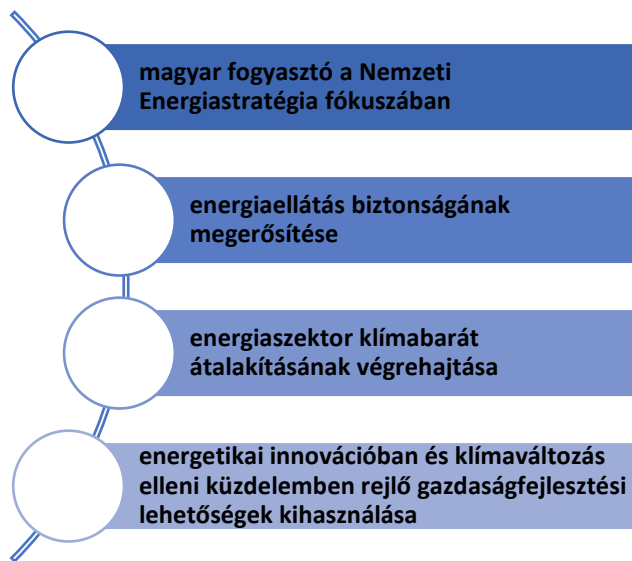 magyar fogyasztó a Nemzeti
Energiastratégia fókuszában
energiaellátás biztonságának
megerősítése
energiaszektor klímabarát
átalakításának végrehajtása
energetikai innovációban és klímaváltozás
elleni küzdelemben rejlő gazdaságfejlesztési
lehetőségek kihasználása